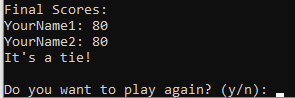 Final Scores:
YourName1: 80
YourName2: 80
It's a tie!
Do you want to play again? (y/n):